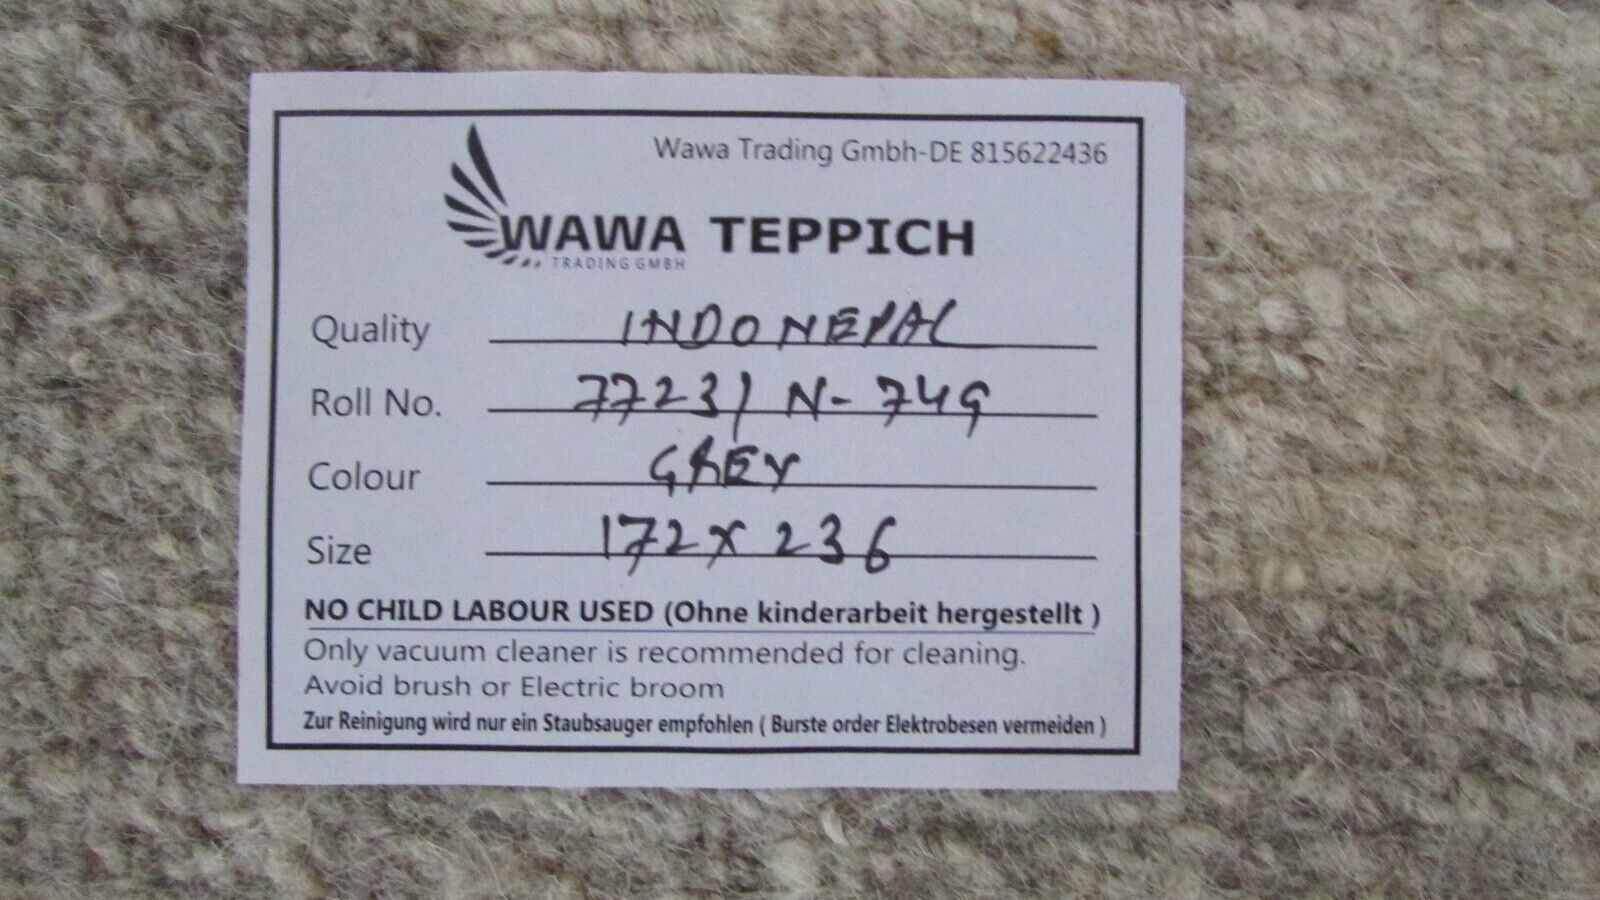 Wawa Trading Gmbh-DE 815622436
WAWA TEPPICH
TRADING GMBH
Quality INDONEPAL
Roll No. 77231 N-749
Colour GREY
Size 172 x 236
NO CHILD LABOUR USED (Ohne kinderarbeit hergestellt )
Only vacuum cleaner is recommended for cleaning.
Avoid brush or Electric broom
Zur Reinigung wird nur ein Staubsauger empfohlen ( Burste order Elektrobesen vermeiden )